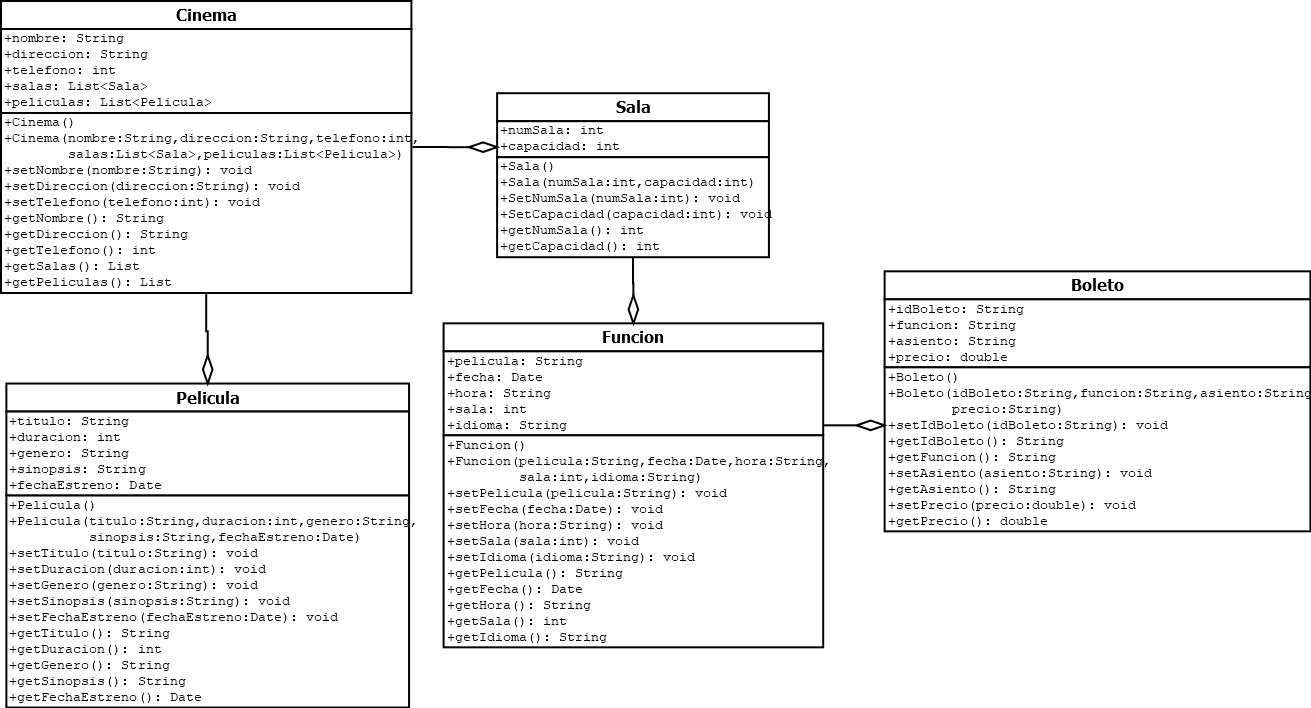 Cinema
+nombre: String
+direccion: String
+telefono: int
+salas: List<Sala>
+peliculas: List<Pelicula>
+Cinema()
+Cinema(nombre:String,direccion:String,telefono:int,
salas:List<Sala>,peliculas:List<Pelicula>)
+setNombre(nombre:String): void
+setDireccion(direccion:String): void
+setTelefono(telefono:int): void
+getNombre(): String
+getDireccion(): String
+getTelefono(): int
+getSalas(): List
+getPeliculas(): List
Sala
+numSala: int
+capacidad: int
+Sala()
+Sala(numSala:int,capacidad:int)
+SetNumSala(numSala:int): void
+SetCapacidad(capacidad:int): void
+getNumSala(): int
+getCapacidad(): int
Pelicula
+titulo: String
+duracion: int
+genero: String
+sinopsis: String
+fechaEstreno: Date
+Pelicula()
+Pelicula(titulo:String,duracion:int,genero:String,
sinopsis:String,fechaEstreno:Date)
+setTitulo(titulo:String): void
+setDuracion(duracion:int): void
+setGenero(genero:String): void
+setSinopsis(sinopsis:String): void
+setFechaEstreno(fechaEstreno:Date): void
+getTitulo(): String
+getDuracion(): int
+getGenero(): String
+getSinopsis(): String
+getFechaEstreno(): Date
Funcion
+pelicula: String
+fecha: Date
+hora: String
+sala: int
+idioma: String
+Funcion()
+Funcion(pelicula:String,fecha:Date,hora:String,
sala:int,idioma:String)
+setPelicula(pelicula:String): void
+setFecha(fecha:Date): void
+setHora(hora:String): void
+setSala(sala:int): void
+setIdioma(idioma:String): void
+getPelicula(): String
+getFecha(): Date
+getHora(): String
+getSala(): int
+getIdioma(): String
Boleto
+idBoleto: String
+funcion: String
+asiento: String
+precio: double
+Boleto()
+Boleto(idBoleto:String,funcion:String,asiento:String
precio:String)
+setIdBoleto(idBoleto:String): void
+getIdBoleto(): String
+getFuncion(): String
+setAsiento(asiento:String): void
+getAsiento(): String
+setPrecio(precio:double): void
+getPrecio(): double